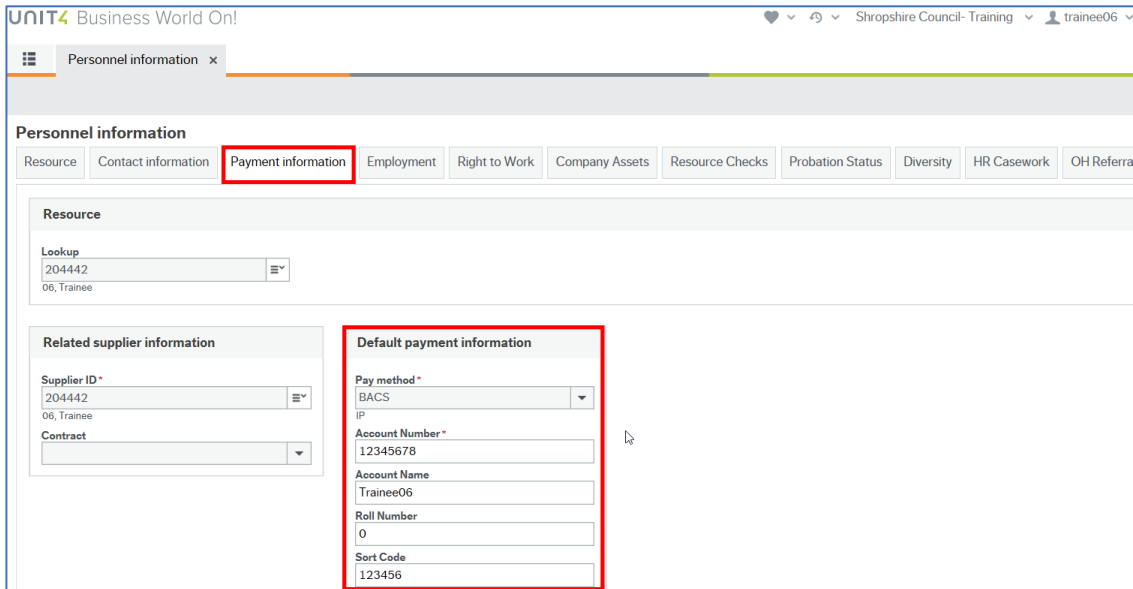 UNIT4 Business World On!
Shropshire Council- Training
trainee06
Personnel information ×
Personnel information
Resource
Contact information
Payment information
Employment
Right to Work
Company Assets
Resource Checks
Probation Status
Diversity
HR Casework
OH Referra
Resource
Lookup
204442
06, Trainee
Related supplier information
Supplier ID*
204442
06, Trainee
Contract
Default payment information
Pay method*
BACS
IP
Account Number*
12345678
Account Name
Trainee06
Roll Number
0
Sort Code
123456